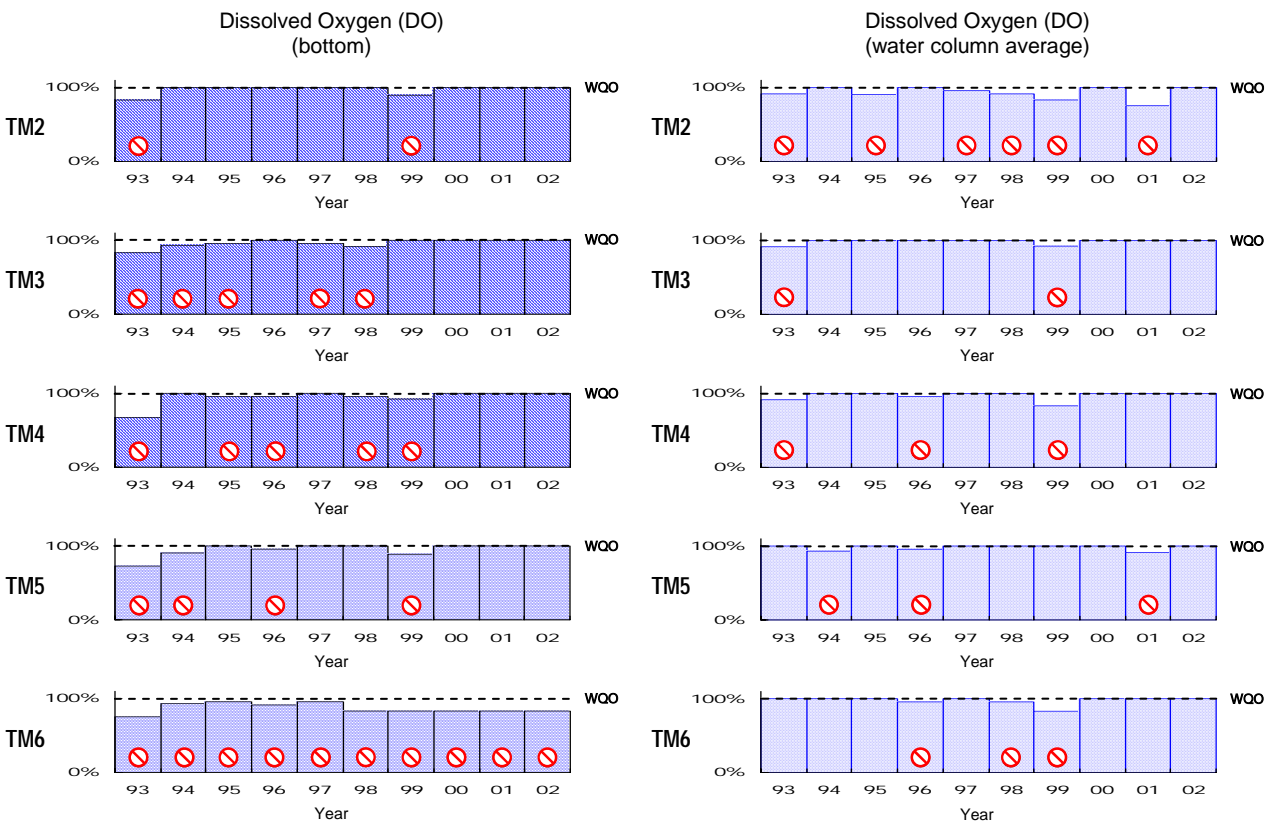 Dissolved Oxygen (DO)
(bottom)
Dissolved Oxygen (DO)
(water column average)
TM2
100%
0%
WQO
93 94 95 96 97 98 99 00 01 02
Year
TM2
100%
0%
WQO
93 94 95 96 97 98 99 00 01 02
Year
TM3
100%
0%
WQO
93 94 95 96 97 98 99 00 01 02
Year
TM3
100%
0%
WQO
93 94 95 96 97 98 99 00 01 02
Year
TM4
100%
0%
WQO
93 94 95 96 97 98 99 00 01 02
Year
TM4
100%
0%
WQO
93 94 95 96 97 98 99 00 01 02
Year
TM5
100%
0%
WQO
93 94 95 96 97 98 99 00 01 02
Year
TM5
100%
0%
WQO
93 94 95 96 97 98 99 00 01 02
Year
TM6
100%
0%
WQO
93 94 95 96 97 98 99 00 01 02
Year
TM6
100%
0%
WQO
93 94 95 96 97 98 99 00 01 02
Year